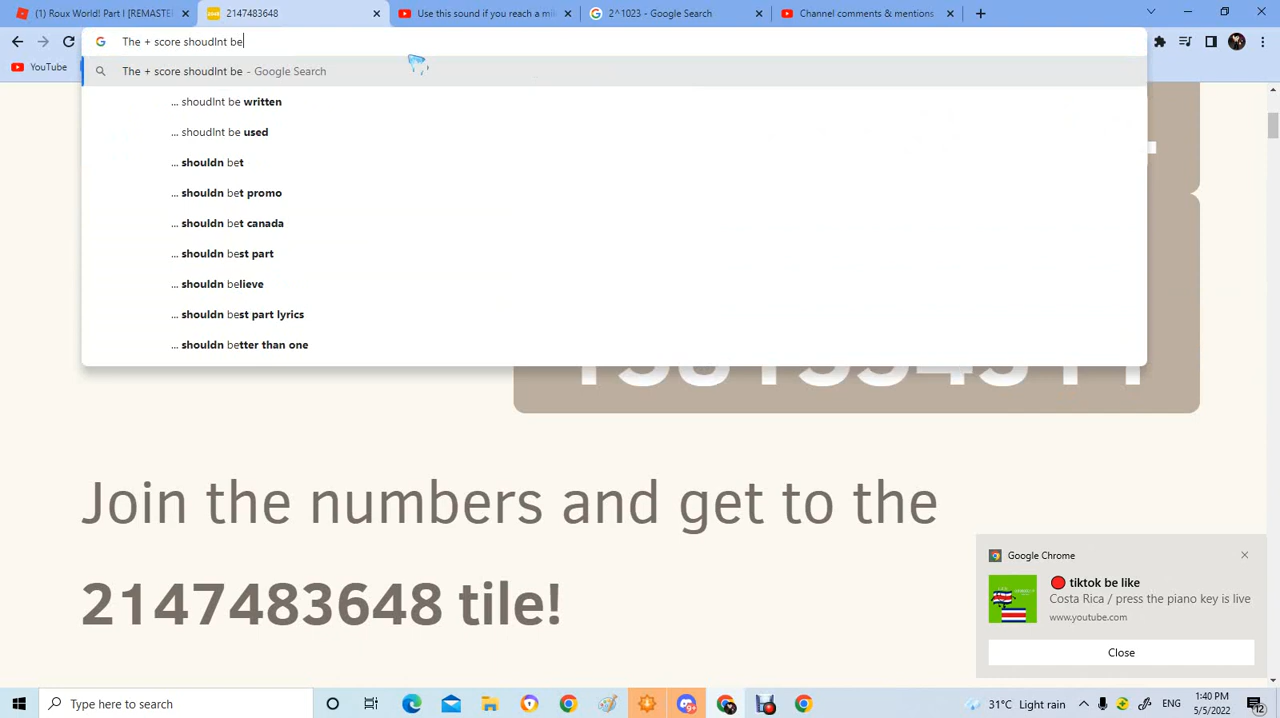 (1) Roux World! Part I [REMASTE
2147483648
Use this sound if you reach a mil
2^1023 - Google Search
Channel comments & mentions
The + score shoudlnt be
YouTube
The + score shoudlnt be - Google Search
... shoudlnt be written
... shoudlnt be used
... shouldn bet
... shouldn bet promo
... shouldn bet canada
... shouldn best part
... shouldn believe
... shouldn best part lyrics
... shouldn better than one
Join the numbers and get to the
2147483648 tile!
Google Chrome
tiktok be like
Costa Rica / press the piano key is live
www.youtube.com
Close
Type here to search
9+
31°C Light rain
ENG
1:40 PM
5/5/2022
12